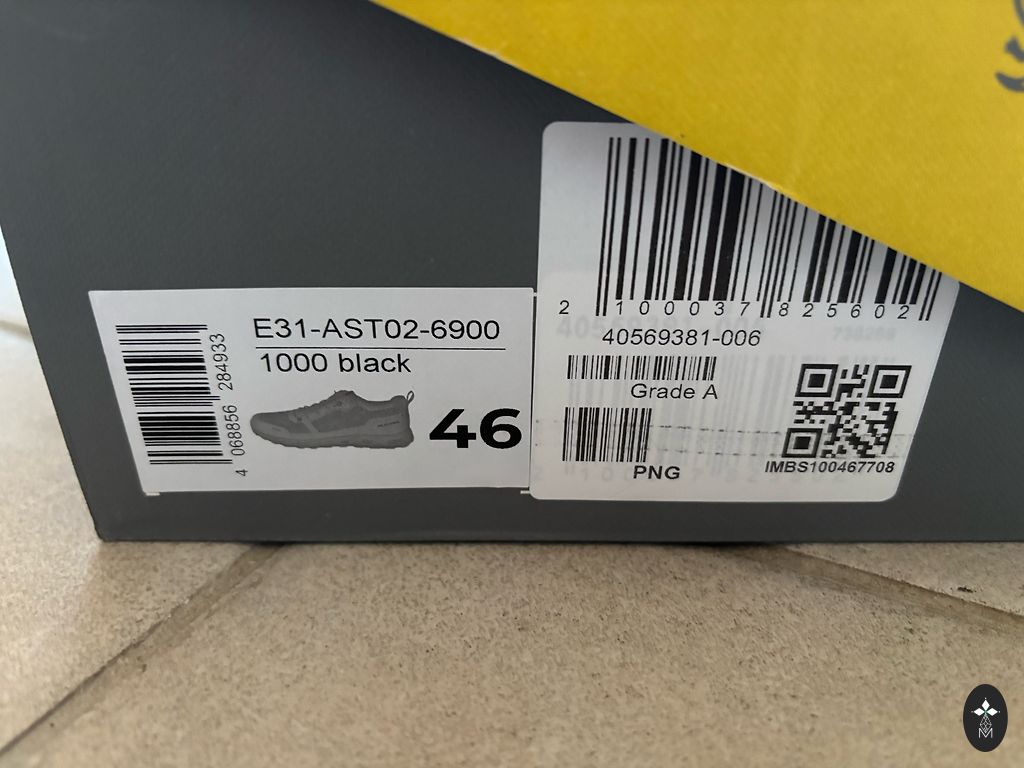 E31-AST02-6900
1000 black
46
4 068856 284933
2 100037 825602
40569381-006
Grade A
PNG
IMBS100467708